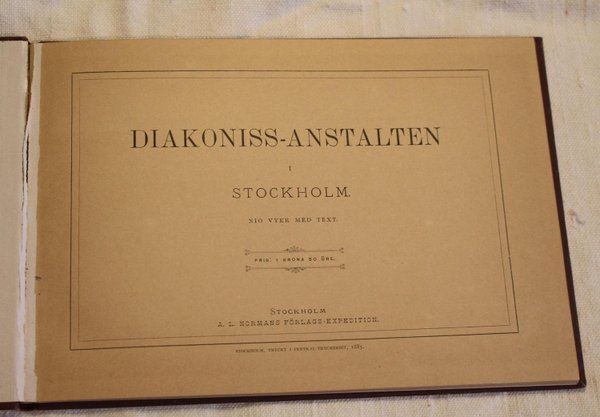 DIAKONISS-ANSTALTEN
I
STOCKHOLM.
NIO VYER MED TEXT.
PRIS: 1 KRONA 50 ÖRE.
STOCKHOLM
A. L. NORMANS FÖRLAGS-EXPEDITION.
STOCKHOLM, TRYCKT I CENTRAL-TRYCKERIET, 1885.